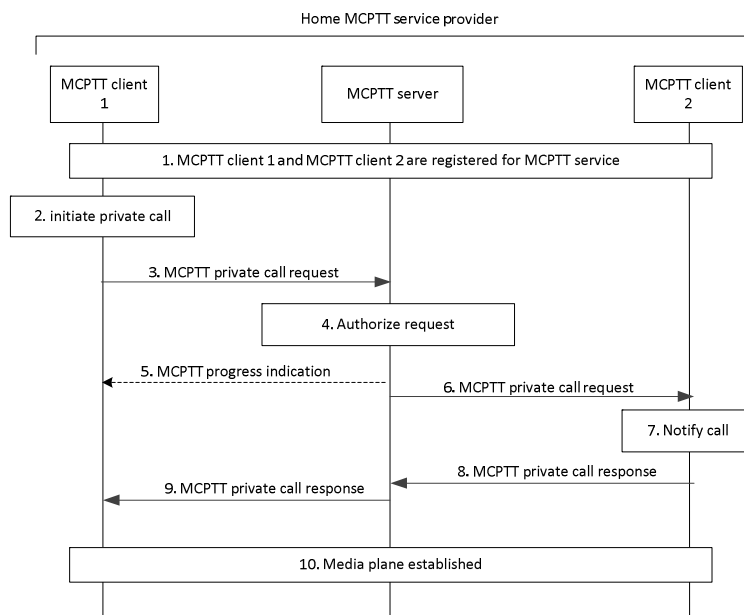 Home MCPTT service provider
MCPTT client
1
MCPTT server
MCPTT client
2
1. MCPTT client 1 and MCPTT client 2 are registered for MCPTT service
2. initiate private call
3. MCPTT private call request
4. Authorize request
5. MCPTT progress indication
6. MCPTT private call request
7. Notify call
8. MCPTT private call response
9. MCPTT private call response
10. Media plane established